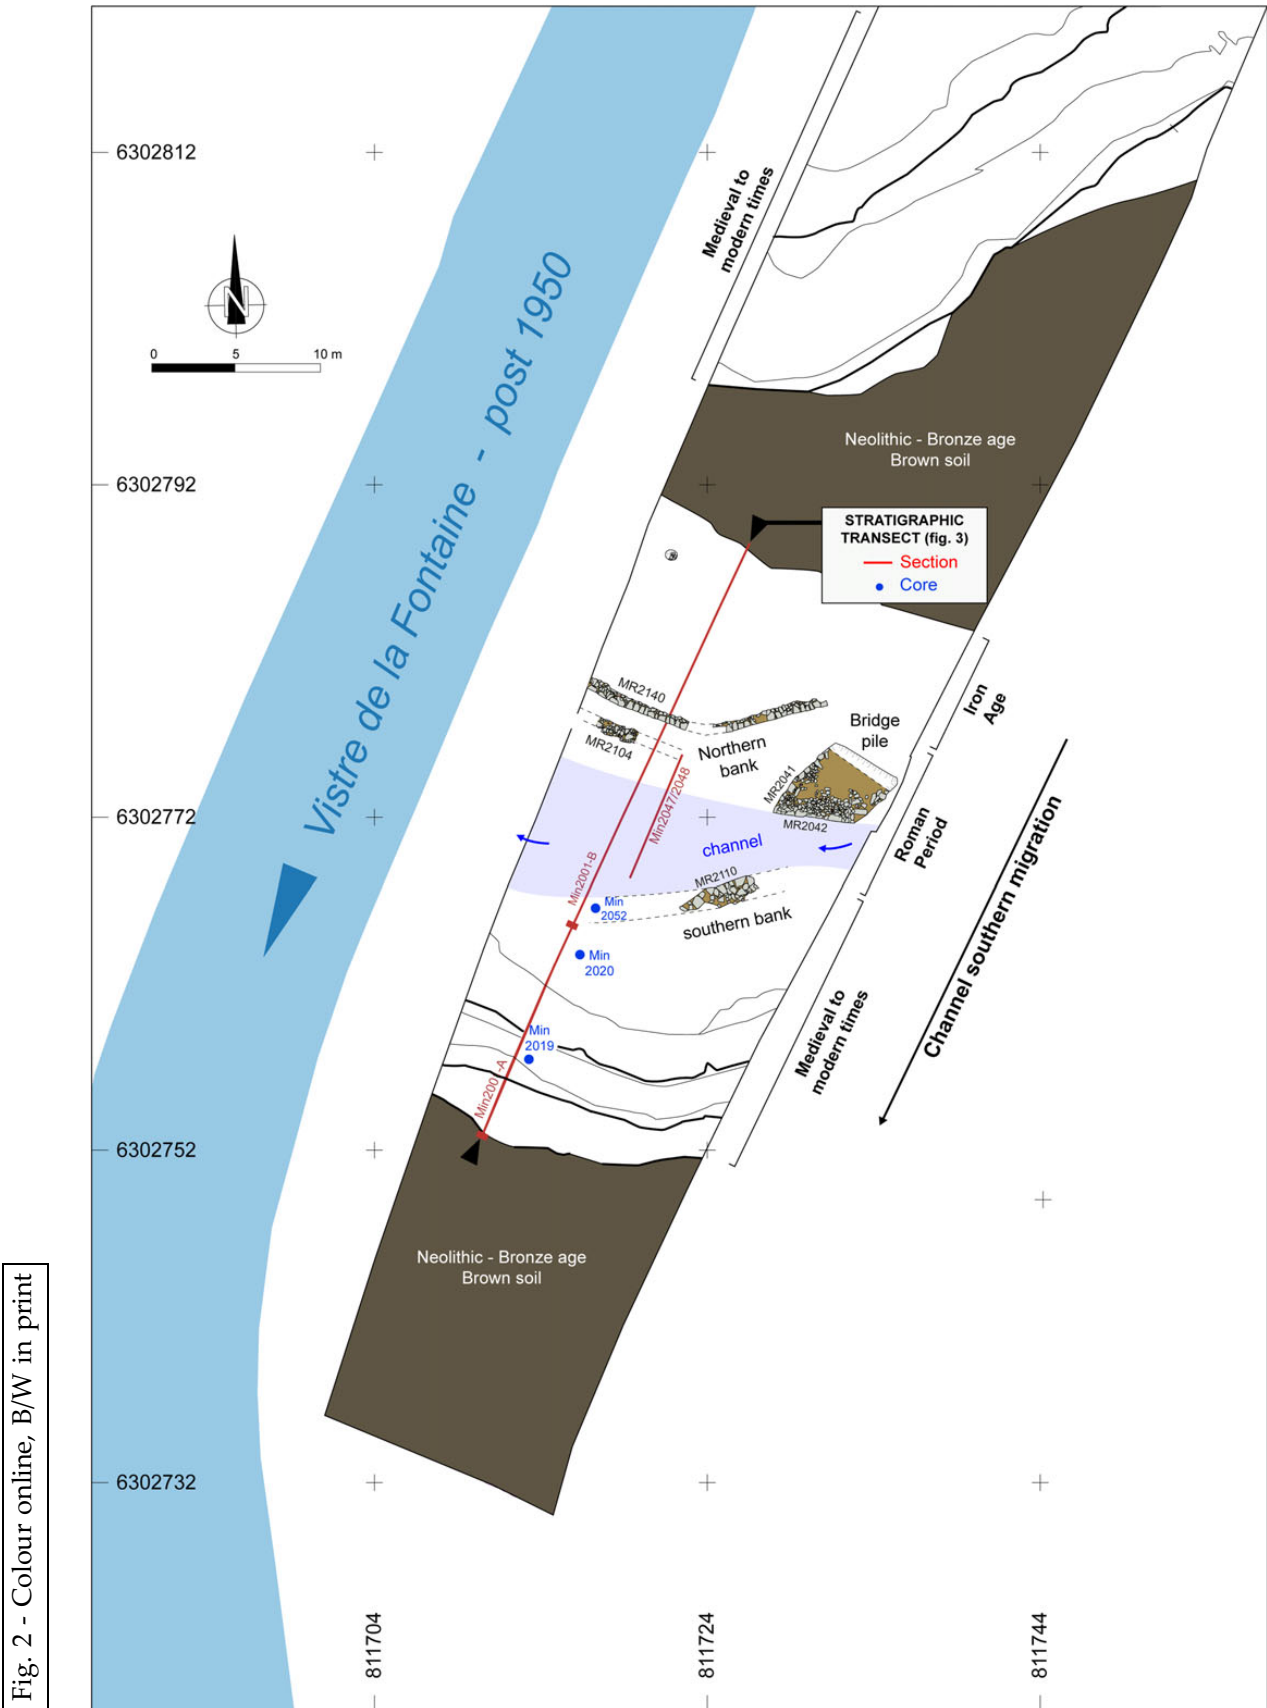 6302812
Medieval to
modern times
N
0 5 10 m
Vistre de la Fontaine - post 1950
Neolithic - Bronze age
Brown soil
6302792
STRATIGRAPHIC
TRANSECT (fig. 3)
Section
Core
MR2140
MR2104
Northern
bank
Bridge
pile
Iron
Age
MR2041
MR2042
Min2047/2048
6302772
channel
Roman
Period
Min2001-B
MR2110
Min
2052
southern bank
Min
2020
Channel southern migration
Medieval to
modern times
Min
2019
Min2001-A
6302752
Neolithic - Bronze age
Brown soil
6302732
811704
811724
811744
Fig. 2 - Colour online, B/W in print